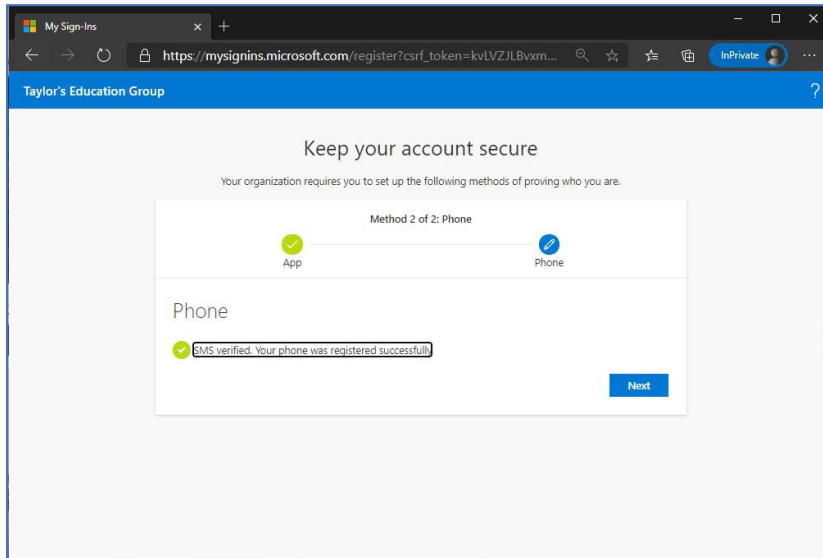 My Sign-Ins
https://mysignins.microsoft.com/register?csrf_token=kvLVZJLBvxm...
InPrivate
Taylor's Education Group
?
Keep your account secure
Your organization requires you to set up the following methods of proving who you are.
Method 2 of 2: Phone
App
Phone
Phone
SMS verified. Your phone was registered successfully
Next